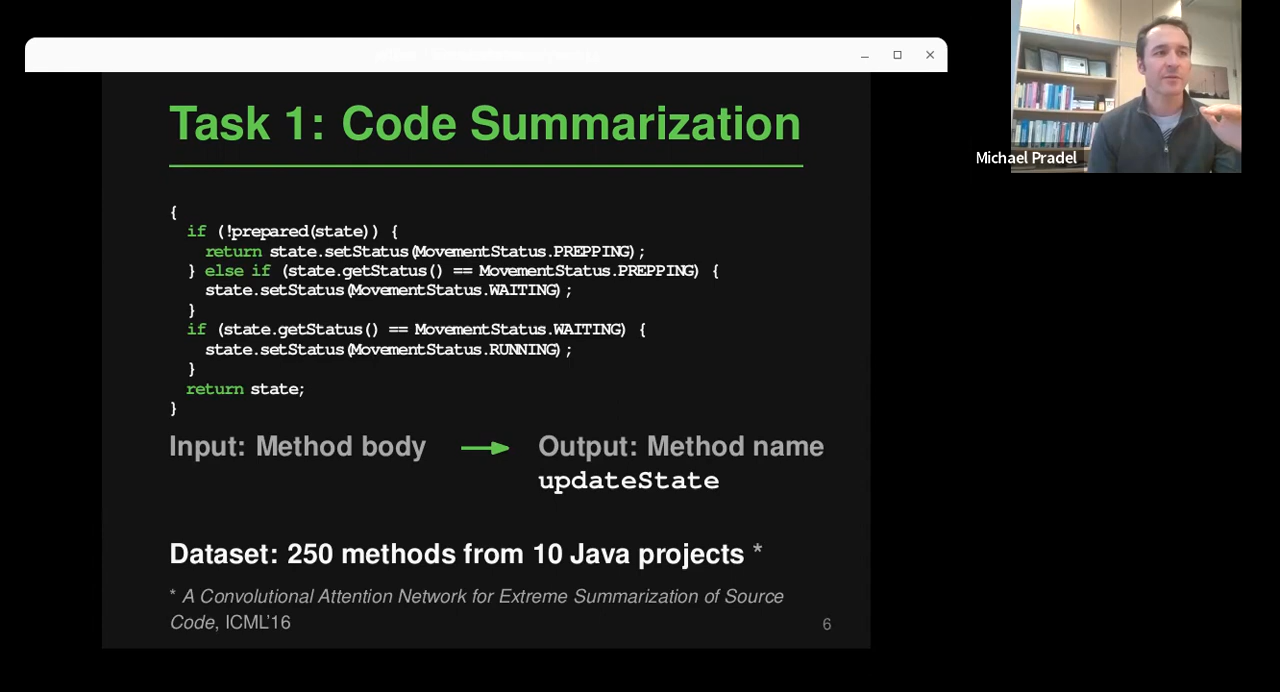 Task 1: Code Summarization
{
if (!prepared(state)) {
return state.setStatus(MovementStatus.PREPPING);
} else if (state.getStatus() == MovementStatus.PREPPING) {
state.setStatus(MovementStatus.WAITING);
}
if (state.getStatus() == MovementStatus.WAITING) {
state.setStatus(MovementStatus.RUNNING);
}
return state;
}
Input: Method body → Output: Method name
updateState
Dataset: 250 methods from 10 Java projects *
* A Convolutional Attention Network for Extreme Summarization of Source
Code, ICML'16
6
Michael Pradel